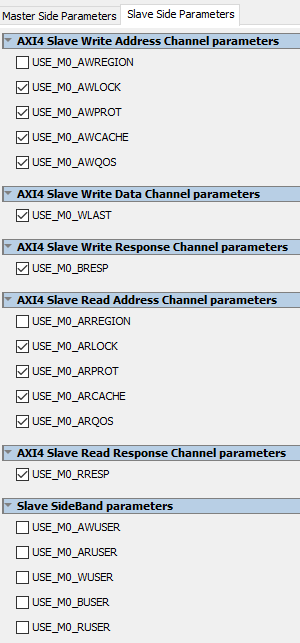 Master Side Parameters Slave Side Parameters
AXI4 Slave Write Address Channel parameters
USE_M0_AWREGION
USE_M0_AWLOCK
USE_M0_AWPROT
USE_M0_AWCACHE
USE_M0_AWQOS
AXI4 Slave Write Data Channel parameters
USE_M0_WLAST
AXI4 Slave Write Response Channel parameters
USE_M0_BRESP
AXI4 Slave Read Address Channel parameters
USE_M0_ARREGION
USE_M0_ARLOCK
USE_M0_ARPROT
USE_M0_ARCACHE
USE_M0_ARQOS
AXI4 Slave Read Response Channel parameters
USE_M0_RRESP
Slave SideBand parameters
USE_M0_AWUSER
USE_M0_ARUSER
USE_M0_WUSER
USE_M0_BUSER
USE_M0_RUSER